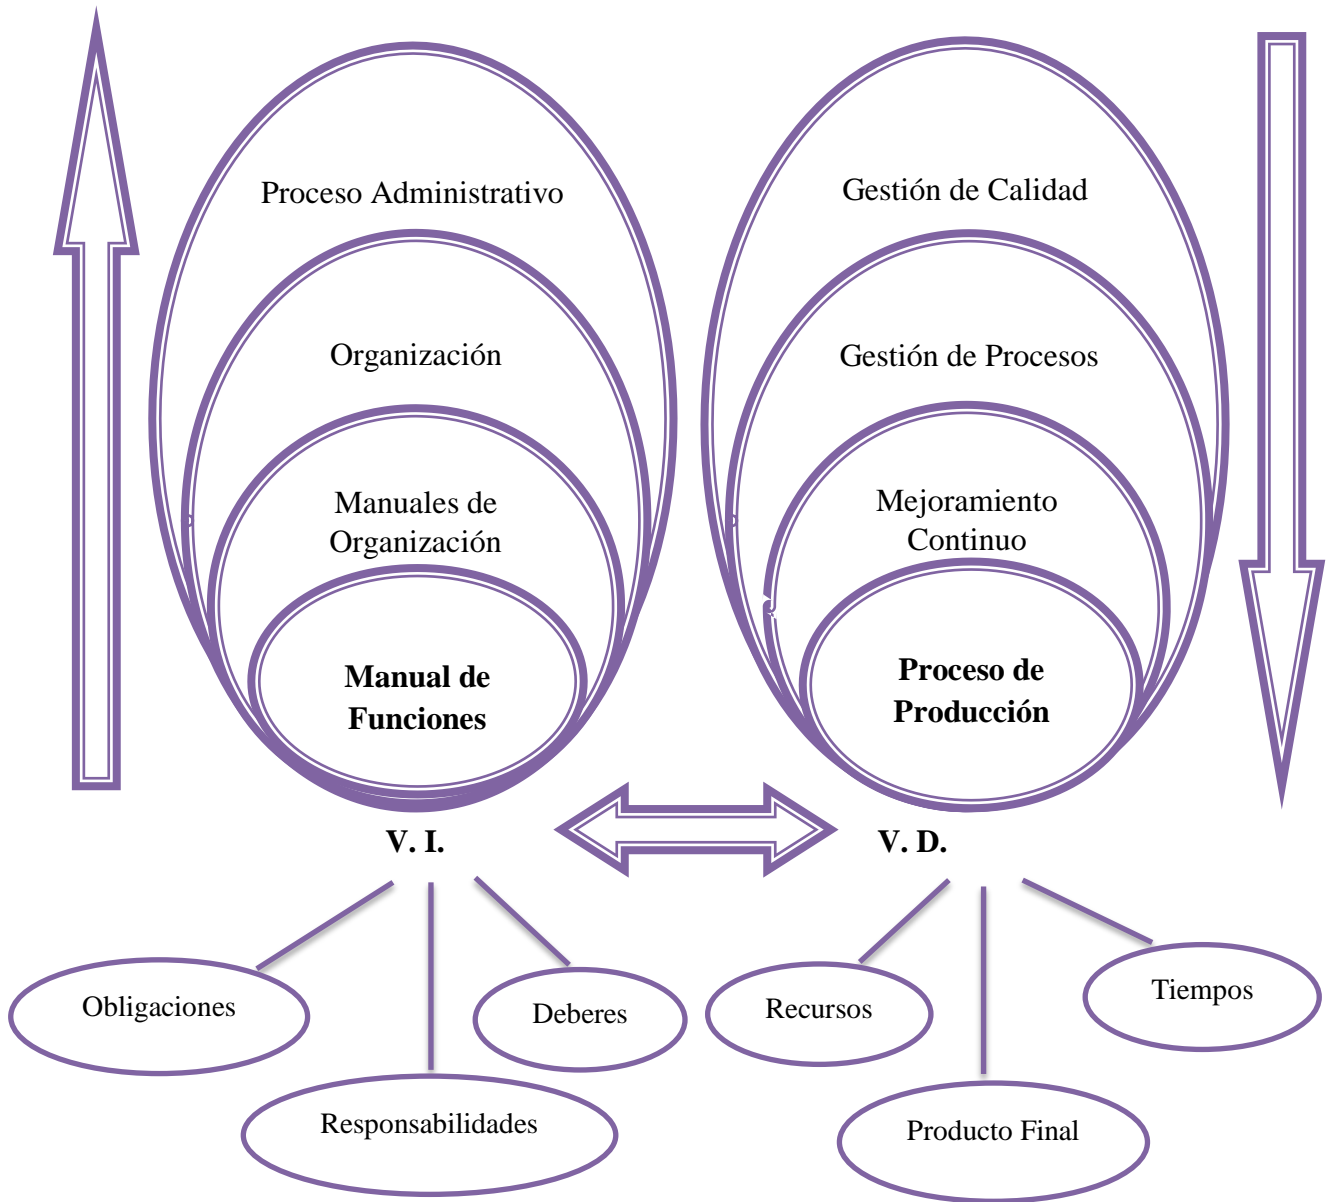 Proceso Administrativo
Organización
Manuales de
Organización
Manual de
Funciones
V. I.
Gestión de Calidad
Gestión de Procesos
Mejoramiento
Continuo
Proceso de
Producción
V. D.
Obligaciones
Responsabilidades
Deberes
Recursos
Producto Final
Tiempos